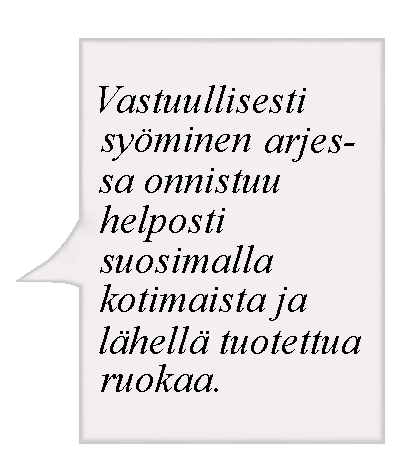 Vastuullisesti
syöminen arjes-
sa onnistuu
helposti
suosimalla
kotimaista ja
lähellä tuotettua
ruokaa.